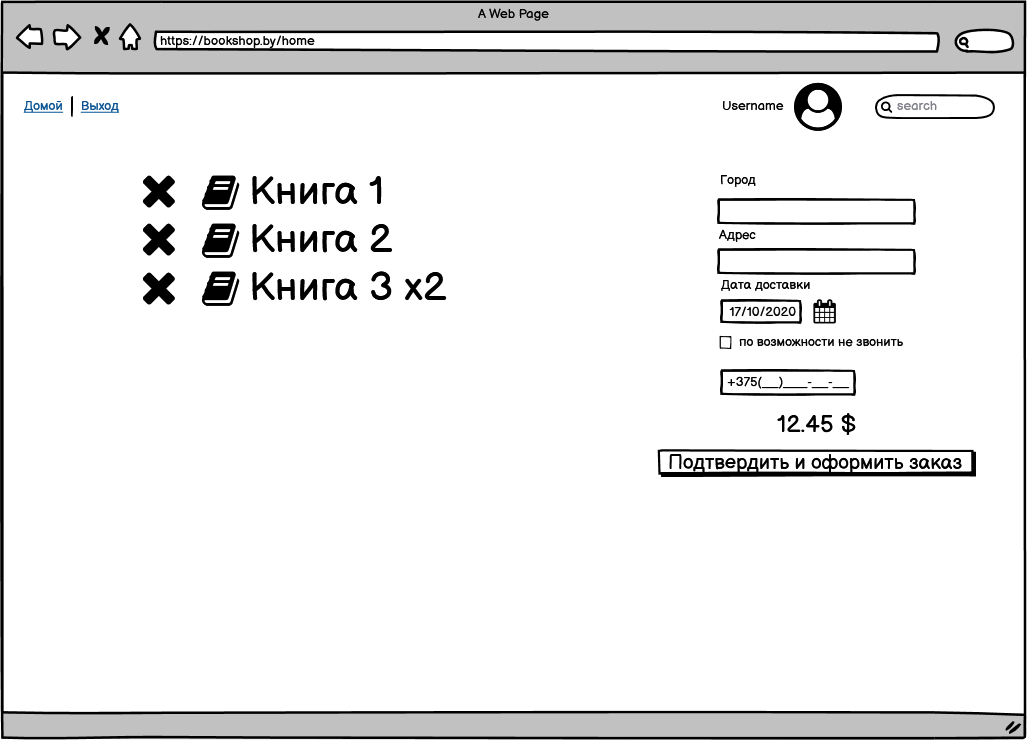 A Web Page
https://bookshop.by/home
Домой | Выход
Username
search
Книга 1
Книга 2
Книга 3 x2
Город
Адрес
Дата доставки
17/10/2020
по возможности не звонить
+375(__)___-__-__
12.45 $
Подтвердить и оформить заказ